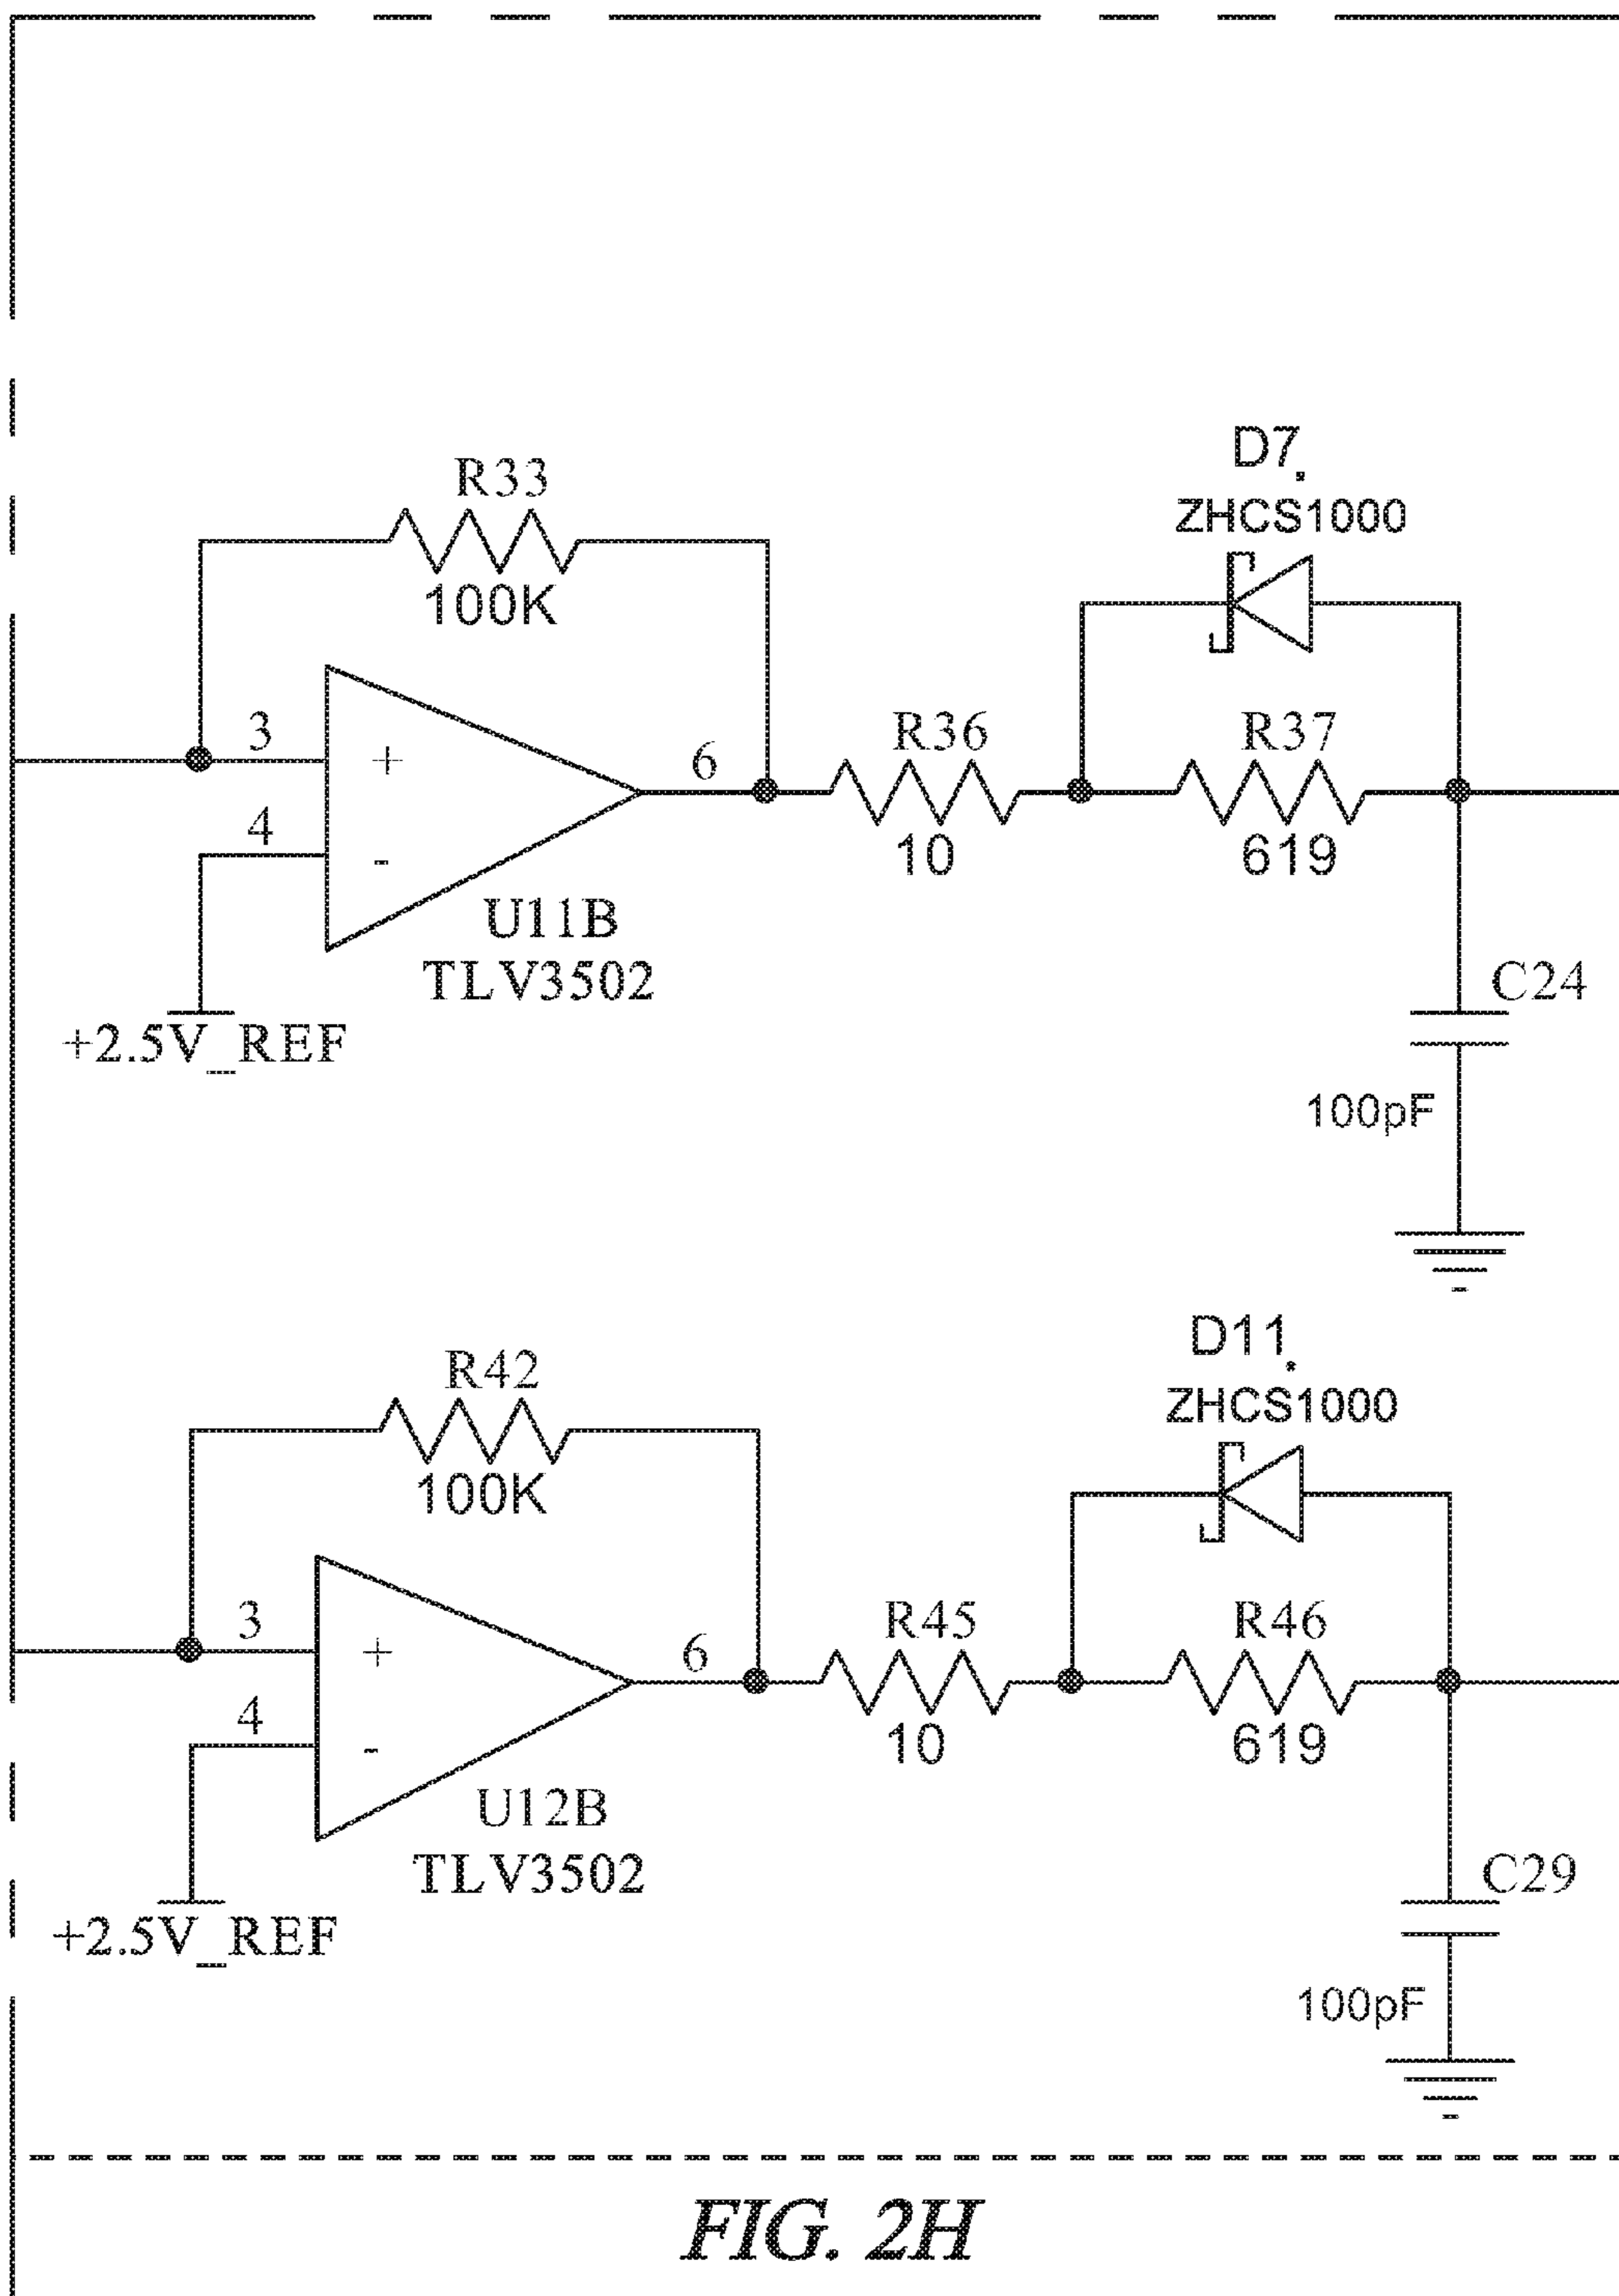 D7.
ZHCS1000
R33
100K
3
+
6
R36
10
R37
619
4
-
U11B
TLV3502
+2.5V_REF
C24
100pF
D11.
ZHCS1000
R42
100K
3
+
6
R45
10
R46
619
4
-
U12B
TLV3502
+2.5V_REF
C29
100pF
FIG. 2H